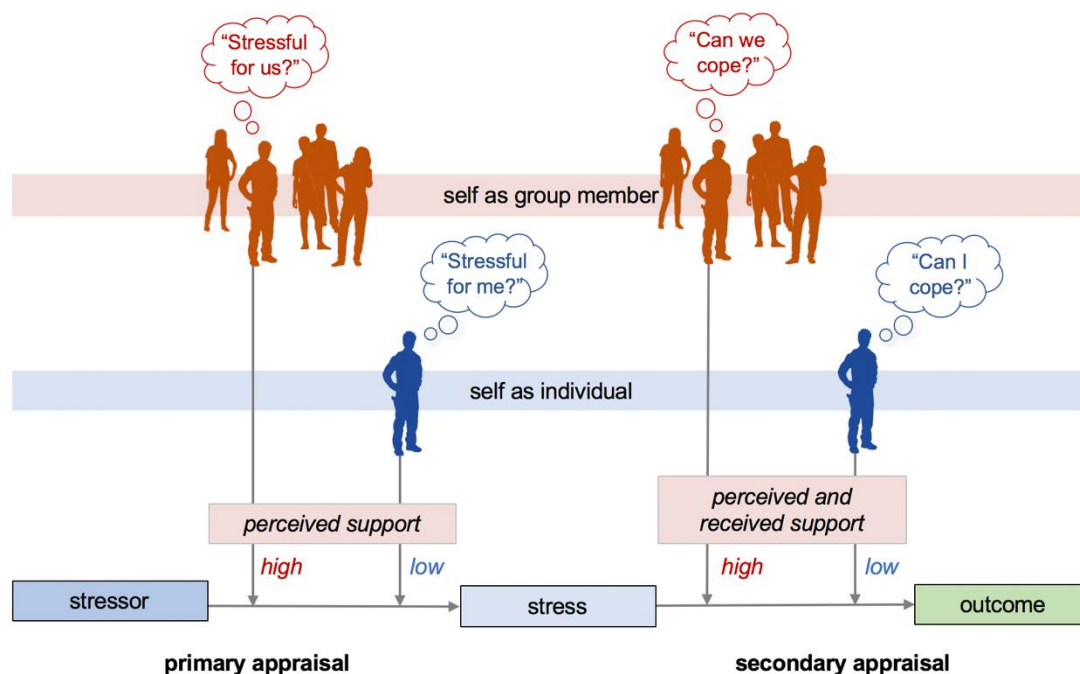 “Stressful
for us?”
“Can we
cope?”
self as group member
“Stressful
for me?”
“Can I
cope?”
self as individual
perceived support
perceived and
received support
high
low
high
low
stressor
stress
outcome
primary appraisal
secondary appraisal